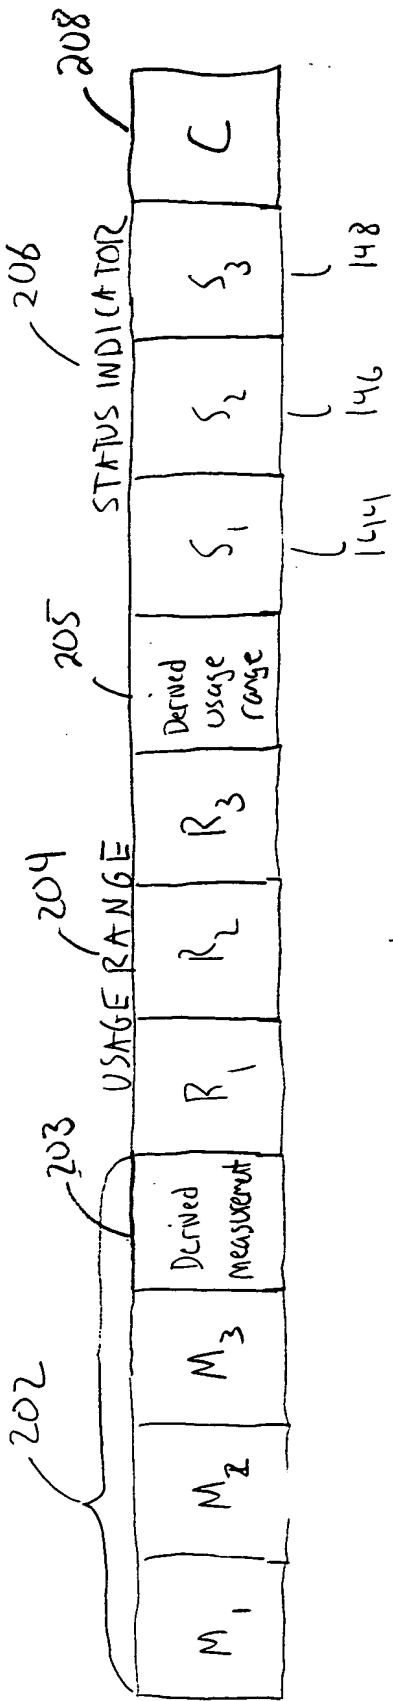 202
203
USAGE RANGE
204
205
STATUS INDICATOR
206
208
M1
M2
M3
Derived
measurement
R1
R2
R3
Derived
usage
range
S1
S2
S3
C
144
146
148